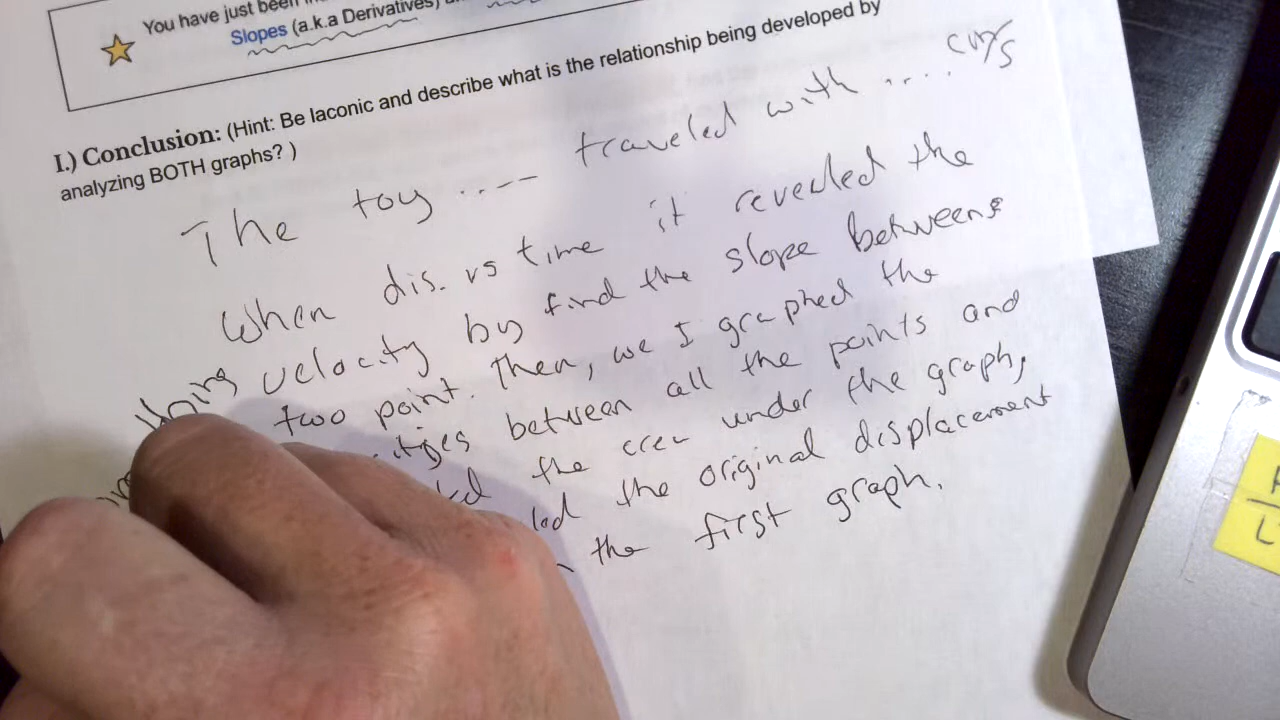 You have just been
Slopes (a.k.a Derivatives)
I.) Conclusion: (Hint: Be laconic and describe what is the relationship being developed by
analyzing BOTH graphs? )
The toy .... traveled with .... cm/s
When dis. vs time it revealed the
velocity by find the slope betweens
two point. Then, we I graphed the
between all the points and
the area under the graph,
the original displacement
the first graph.